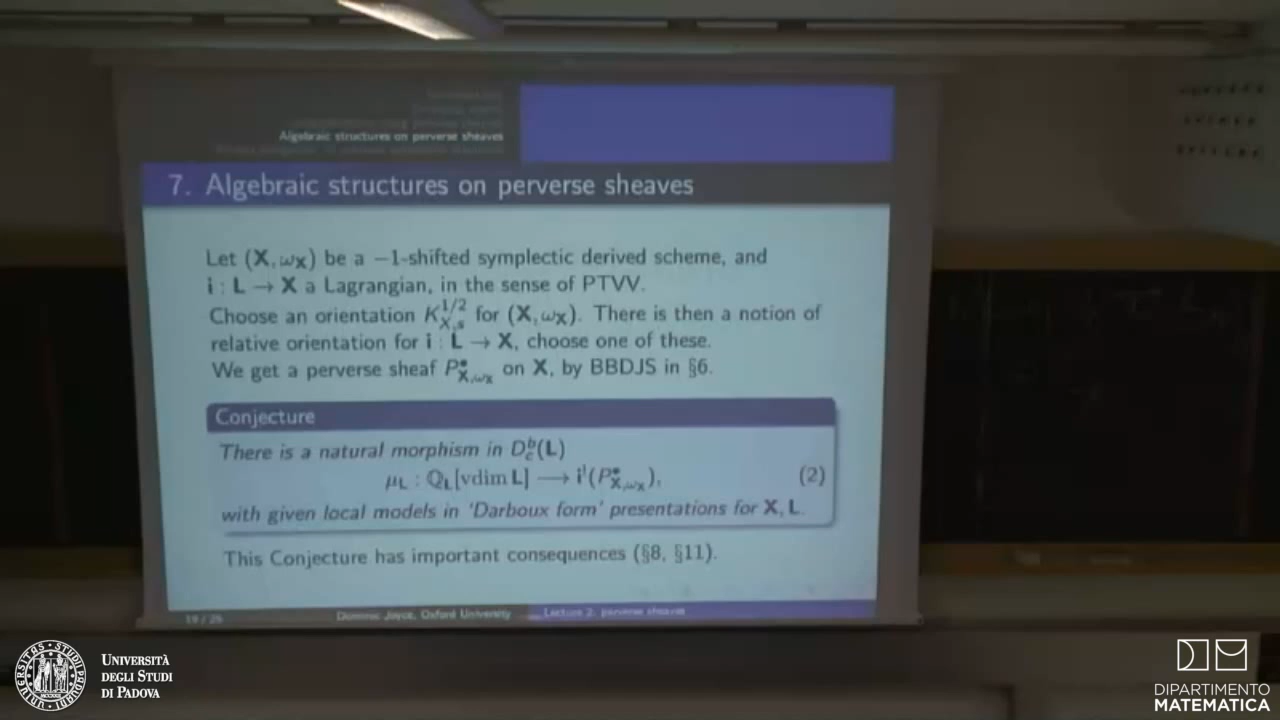 Algebraic structures on perverse sheaves
7. Algebraic structures on perverse sheaves
Let (X, ω_X) be a −1-shifted symplectic derived scheme, and
i : L → X a Lagrangian, in the sense of PTVV.
Choose an orientation K^{1/2}_{X,s} for (X, ω_X). There is then a notion of
relative orientation for i : L → X, choose one of these.
We get a perverse sheaf P^•_{X,ω_X} on X, by BBDJS in §6.
Conjecture
There is a natural morphism in D^b_c(L)
μ_L : ℚ_L[vdim L] ⟶ i^!(P^•_{X,ω_X}), (2)
with given local models in ‘Darboux form’ presentations for X, L.
This Conjecture has important consequences (§8, §11).
19 / 25 Dominic Joyce, Oxford University Lecture 2: perverse sheaves
UNIVERSITÀ
DEGLI STUDI
DI PADOVA
DIPARTIMENTO
MATEMATICA